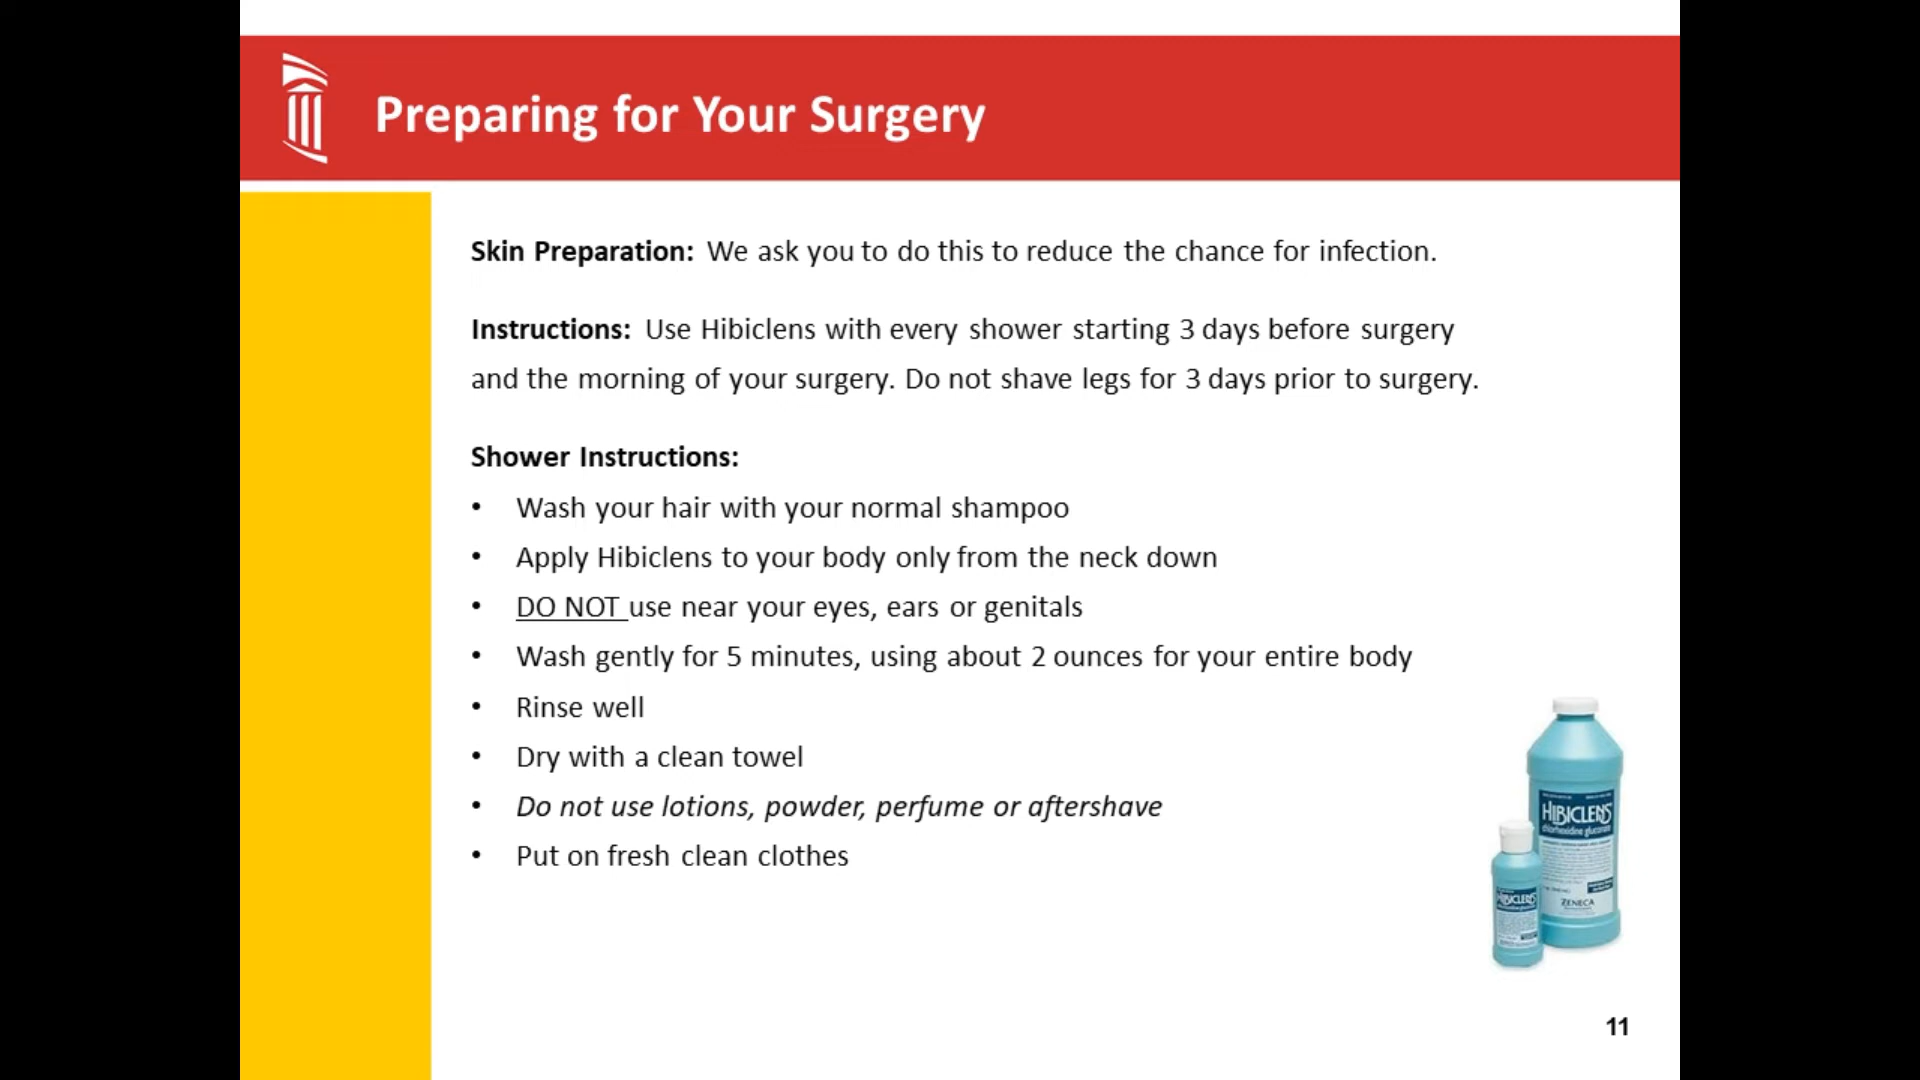 Preparing for Your Surgery
Skin Preparation: We ask you to do this to reduce the chance for infection.
Instructions: Use Hibiclens with every shower starting 3 days before surgery
and the morning of your surgery. Do not shave legs for 3 days prior to surgery.
Shower Instructions:
• Wash your hair with your normal shampoo
• Apply Hibiclens to your body only from the neck down
• DO NOT use near your eyes, ears or genitals
• Wash gently for 5 minutes, using about 2 ounces for your entire body
• Rinse well
• Dry with a clean towel
• Do not use lotions, powder, perfume or aftershave
• Put on fresh clean clothes
HIBICLENS
chlorhexidine gluconate
ZENECA
HIBICLENS
11